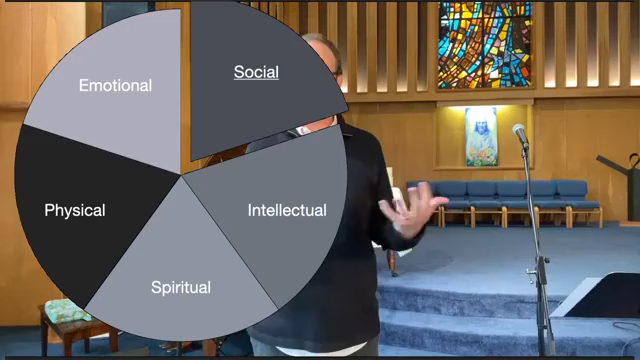 Social
Emotional
Physical
Intellectual
Spiritual